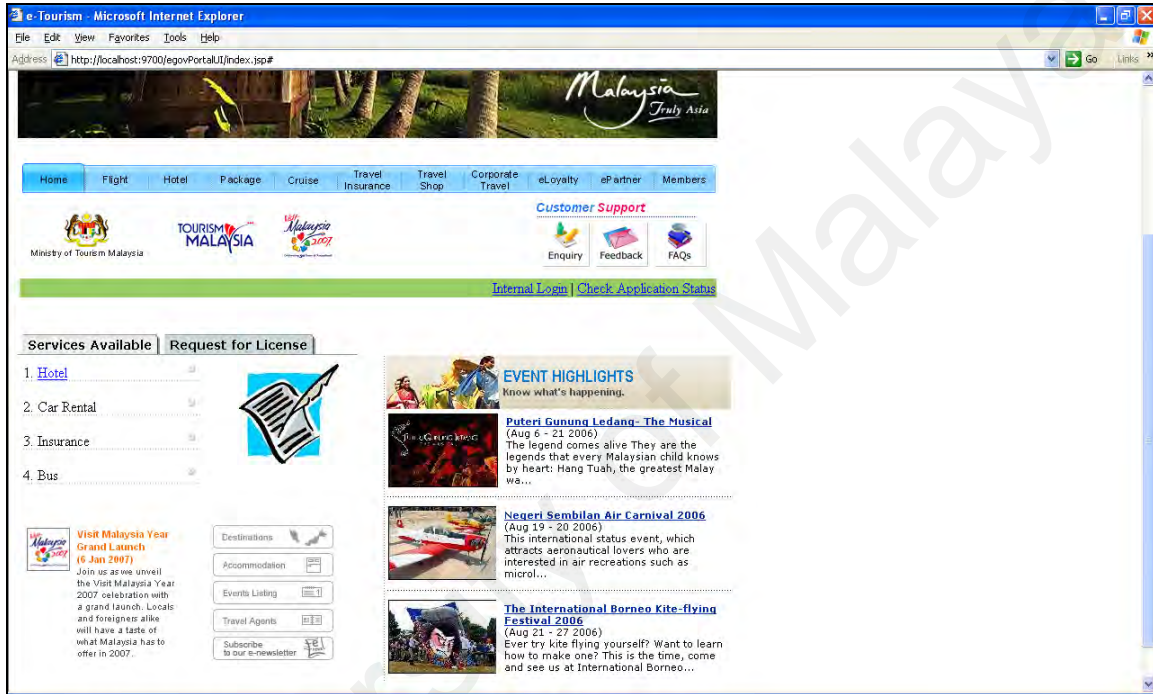 e-Tourism - Microsoft Internet Explorer
File Edit View Favorites Tools Help
Address http://localhost:9700/egovPortalUI/index.jsp# Go Links »
Malaysia
Truly Asia
Home Flight Hotel Package Cruise Travel Insurance Travel Shop Corporate Travel eLoyalty ePartner Members
Customer Support
Ministry of Tourism Malaysia
TOURISM
MALAYSIA
Visit
Malaysia
2007
Enquiry Feedback FAQs
Internal Login | Check Application Status
Services Available | Request for License |
1. Hotel
2. Car Rental
3. Insurance
4. Bus
Visit Malaysia Year
Grand Launch
(6 Jan 2007)
Join us as we unveil
the Visit Malaysia Year
2007 celebration with
a grand launch. Locals
and foreigners alike
will have a taste of
what Malaysia has to
offer in 2007.
Destinations
Accommodation
Events Listing
Travel Agents
Subscribe
to our e-newsletter
EVENT HIGHLIGHTS
Know what's happening.
Puteri Gunung Ledang- The Musical
(Aug 6 - 21 2006)
The legend comes alive They are the
legends that every Malaysian child knows
by heart: Hang Tuah, the greatest Malay
wa...
Negeri Sembilan Air Carnival 2006
(Aug 19 - 20 2006)
This international status event, which
attracts aeronautical lovers who are
interested in air recreations such as
microl...
The International Borneo Kite-flying
Festival 2006
(Aug 21 - 27 2006)
Ever try kite flying yourself? Want to learn
how to make one? This is the time, come
and see us at International Borneo...
of Malaya